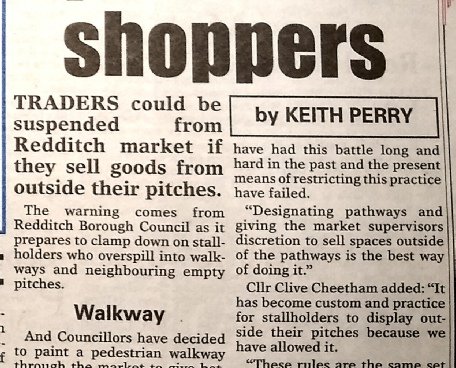 shoppers
TRADERS could be
suspended from
Redditch market if
they sell goods from
outside their pitches.
The warning comes from
Redditch Borough Council as it
prepares to clamp down on stall-
holders who overspill into walk-
ways and neighbouring empty
pitches.
Walkway
And Councillors have decided
to paint a pedestrian walkway
through the market to give
by KEITH PERRY
have had this battle long and
hard in the past and the present
means of restricting this practice
have failed.
“Designating pathways and
giving the market supervisors
discretion to sell spaces outside
of the pathways is the best way
of doing it.”
Cllr Clive Cheetham added: “It
has become custom and practice
for stallholders to display out-
side their pitches because we
have allowed it.
“These rules are the same set